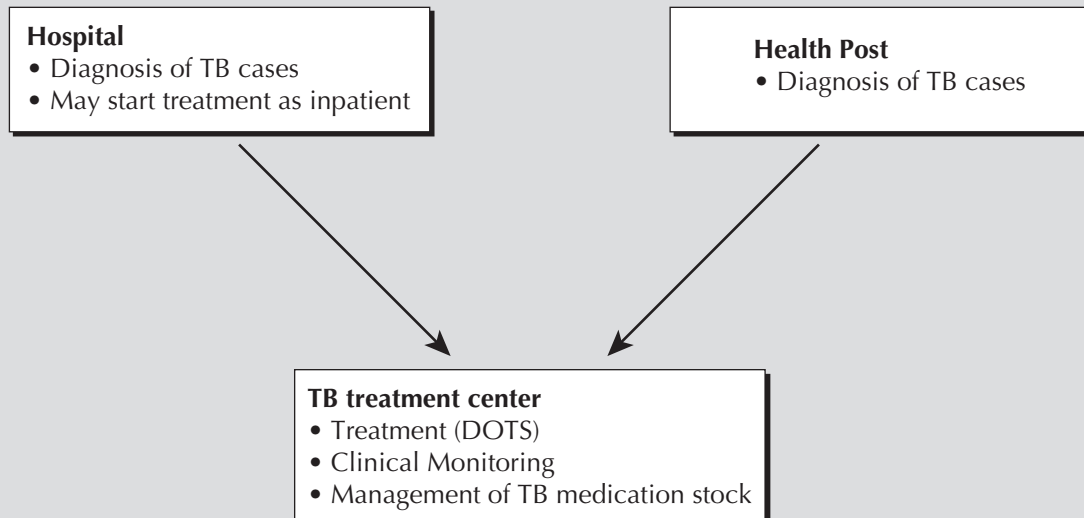 Hospital
• Diagnosis of TB cases
• May start treatment as inpatient
Health Post
• Diagnosis of TB cases
TB treatment center
• Treatment (DOTS)
• Clinical Monitoring
• Management of TB medication stock